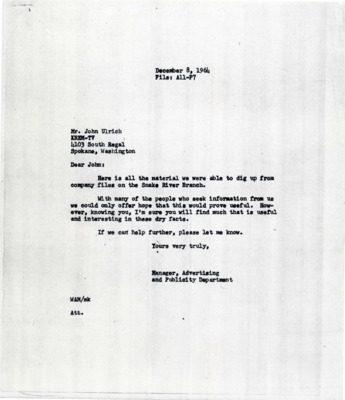 December 8, 1964
File: All-P7
Mr. John Ulrich
KREM-TV
4103 South Regal
Spokane, Washington
Dear John:
Here is all the material we were able to dig up from
company files on the Snake River Branch.
With many of the people who seek information from us
we could only offer hope that this would prove useful. How-
ever, knowing you, I'm sure you will find much that is useful
and interesting in these dry facts.
If we can help further, please let me know.
Yours very truly,
Manager, Advertising
and Publicity Department
WAM/mk
Att.